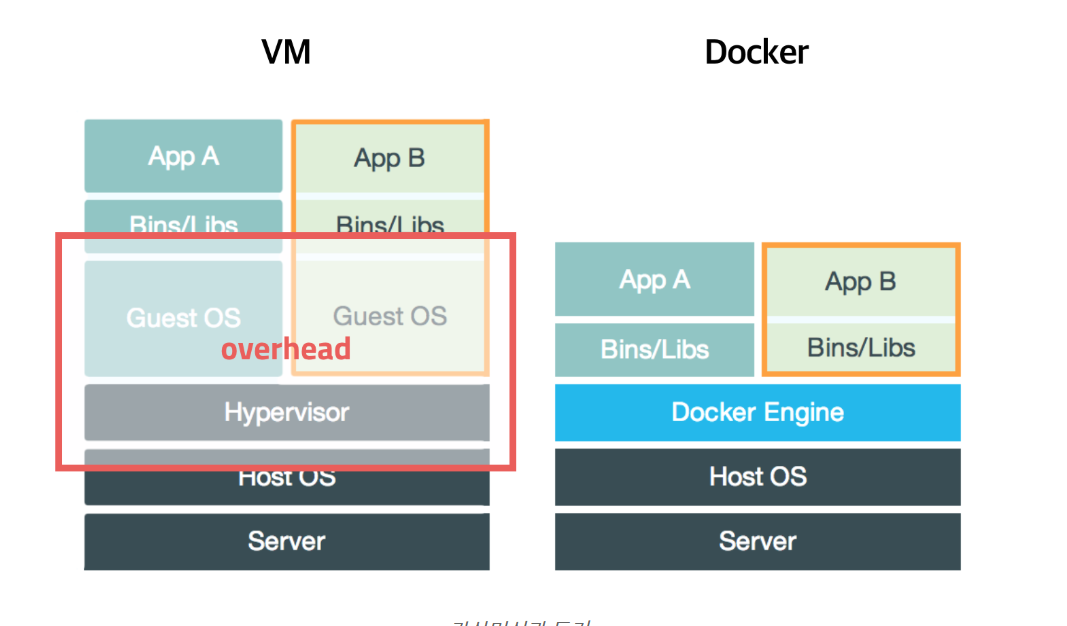 VM
App A
App B
Bins/Libs
Bins/Libs
Guest OS
Guest OS
overhead
Hypervisor
Host OS
Server
Docker
App A
App B
Bins/Libs
Bins/Libs
Docker Engine
Host OS
Server